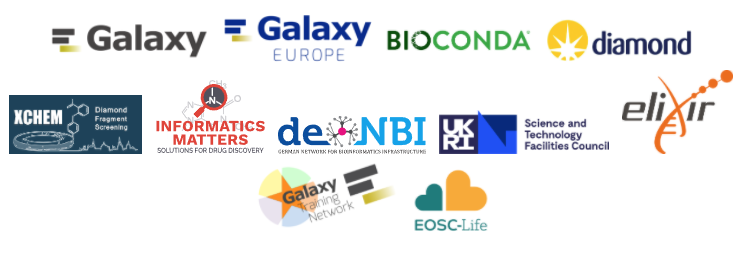 Galaxy
Galaxy
EUROPE
BIOCONDA®
diamond
XCHEM
Diamond
Fragment
Screening
CH3
N
N
O
N
INFORMATICS
MATTERS
SOLUTIONS FOR DRUG DISCOVERY
de NBI
GERMAN NETWORK FOR BIOINFORMATICS INFRASTRUCTURE
UK
RI
Science and
Technology
Facilities Council
elixir
Galaxy
Training
Network
EOSC-Life